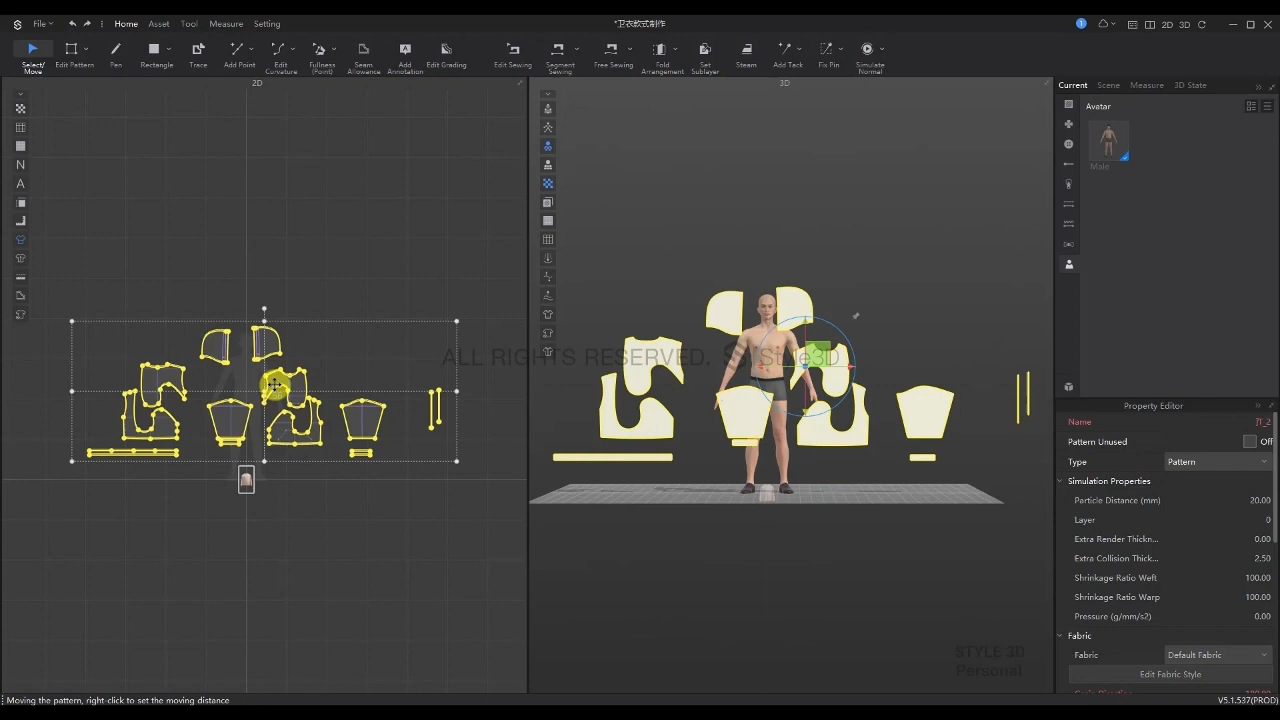 File
Home
Asset
Tool
Measure
Setting
*卫衣款式制作
1
2D
3D
Select/
Move
Edit Pattern
Pen
Rectangle
Trace
Add Point
Edit
Curvature
Fullness
(Point)
Seam
Allowance
Add
Annotation
Edit Grading
Edit Sewing
Segment
Sewing
Free Sewing
Fold
Arrangement
Set
Sublayer
Steam
Add Tack
Fix Pin
Simulate
Normal
2D
3D
Current
Scene
Measure
3D State
Avatar
Male
N
A
ALL RIGHTS RESERVED. Style3D
STYLE 3D
Personal
Property Editor
Name
Pattern Unused
Off
Type
Pattern
Simulation Properties
Particle Distance (mm)
20.00
Layer
0
Extra Render Thickn...
0.00
Extra Collision Thick...
2.50
Shrinkage Ratio Weft
100.00
Shrinkage Ratio Warp
100.00
Pressure (g/mm/s2)
0.00
Fabric
Fabric
Default Fabric
Edit Fabric Style
Moving the pattern, right-click to set the moving distance
V5.1.537(PROD)